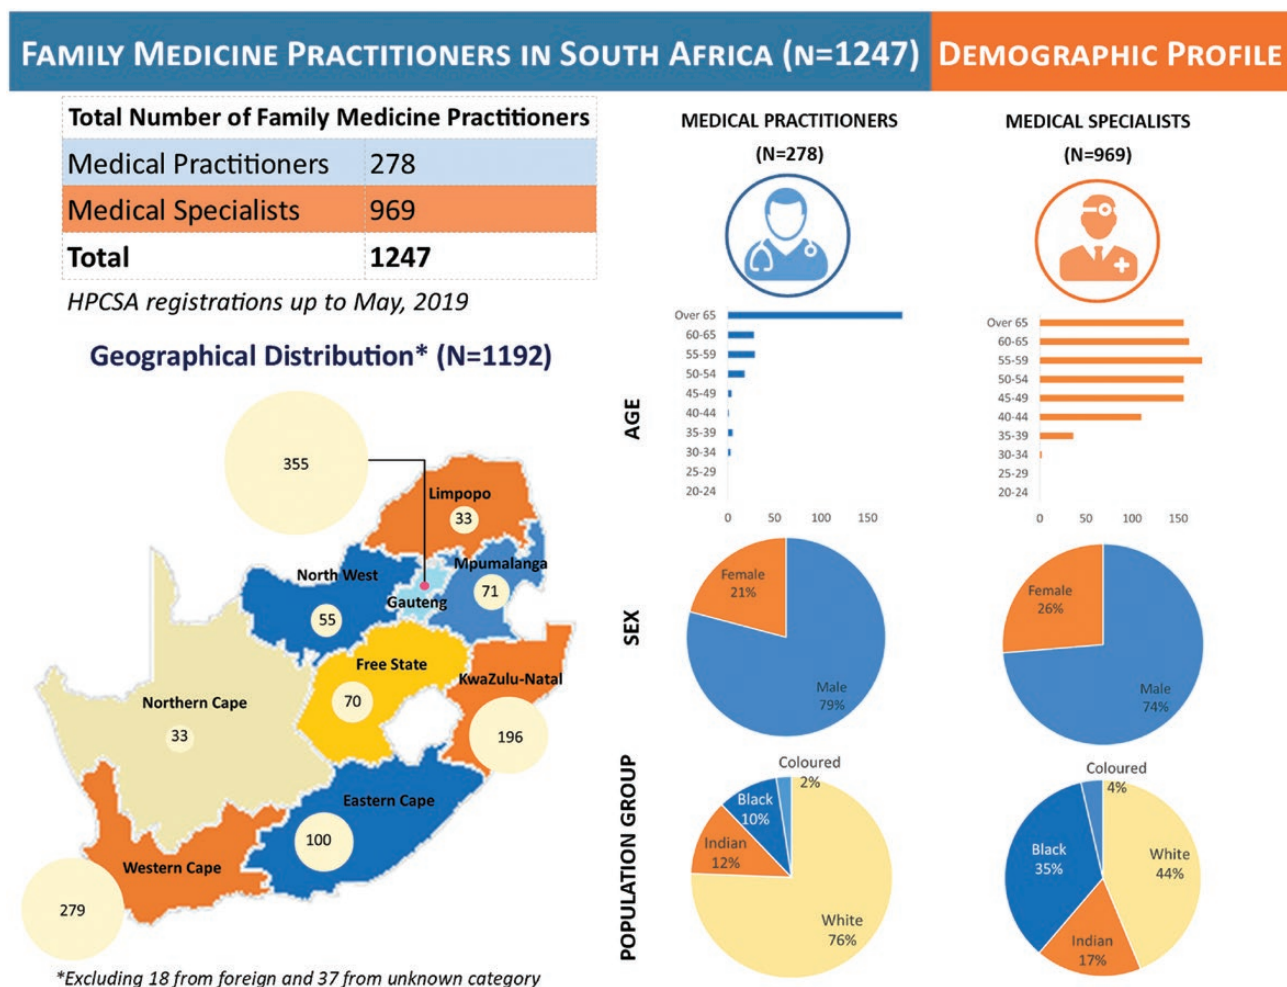 FAMILY MEDICINE PRACTITIONERS IN SOUTH AFRICA (N=1247)
DEMOGRAPHIC PROFILE
Total Number of Family Medicine Practitioners
Medical Practitioners 278
Medical Specialists 969
Total 1247
HPCSA registrations up to May, 2019
Geographical Distribution* (N=1192)
355
Limpopo
33
North West
Mpumalanga
Gauteng
71
55
Free State
KwaZulu-Natal
Northern Cape
70
33
196
Eastern Cape
100
Western Cape
279
*Excluding 18 from foreign and 37 from unknown category
MEDICAL PRACTITIONERS
(N=278)
MEDICAL SPECIALISTS
(N=969)
AGE
Over 65
60-65
55-59
50-54
45-49
40-44
35-39
30-34
25-29
20-24
0 50 100 150
Over 65
60-65
55-59
50-54
45-49
40-44
35-39
30-34
25-29
20-24
0 50 100 150
SEX
Female
21%
Male
79%
Female
26%
Male
74%
POPULATION GROUP
Coloured
2%
Black
10%
Indian
12%
White
76%
Coloured
4%
Black
35%
White
44%
Indian
17%